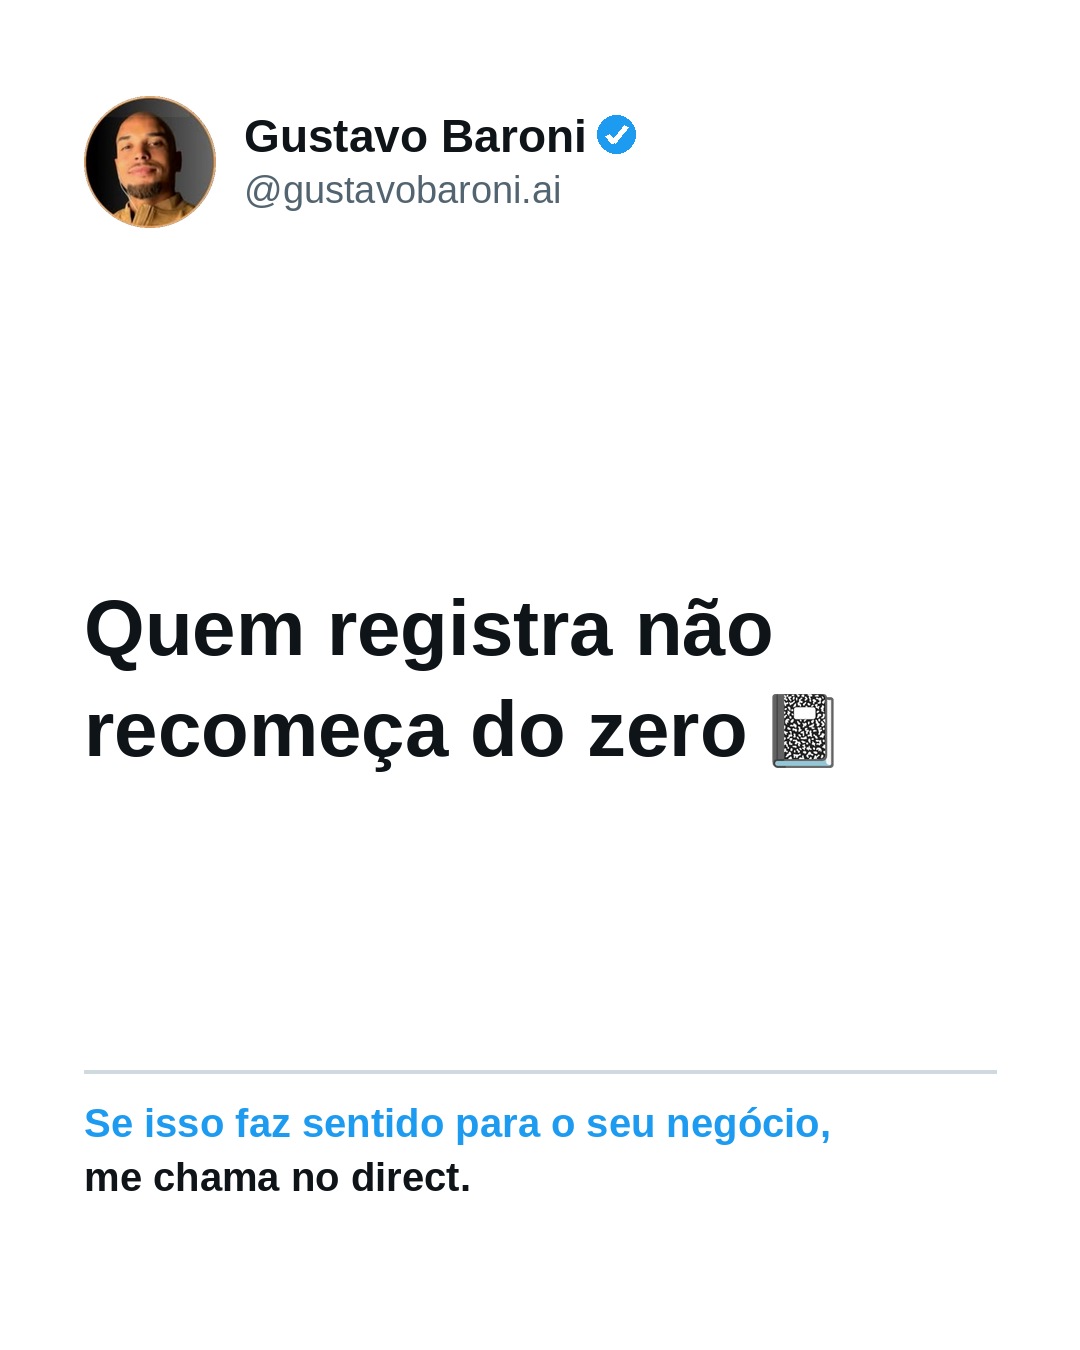 Gustavo Baroni
@gustavobaroni.ai
Quem registra não
recomeça do zero 📓
Se isso faz sentido para o seu negócio,
me chama no direct.